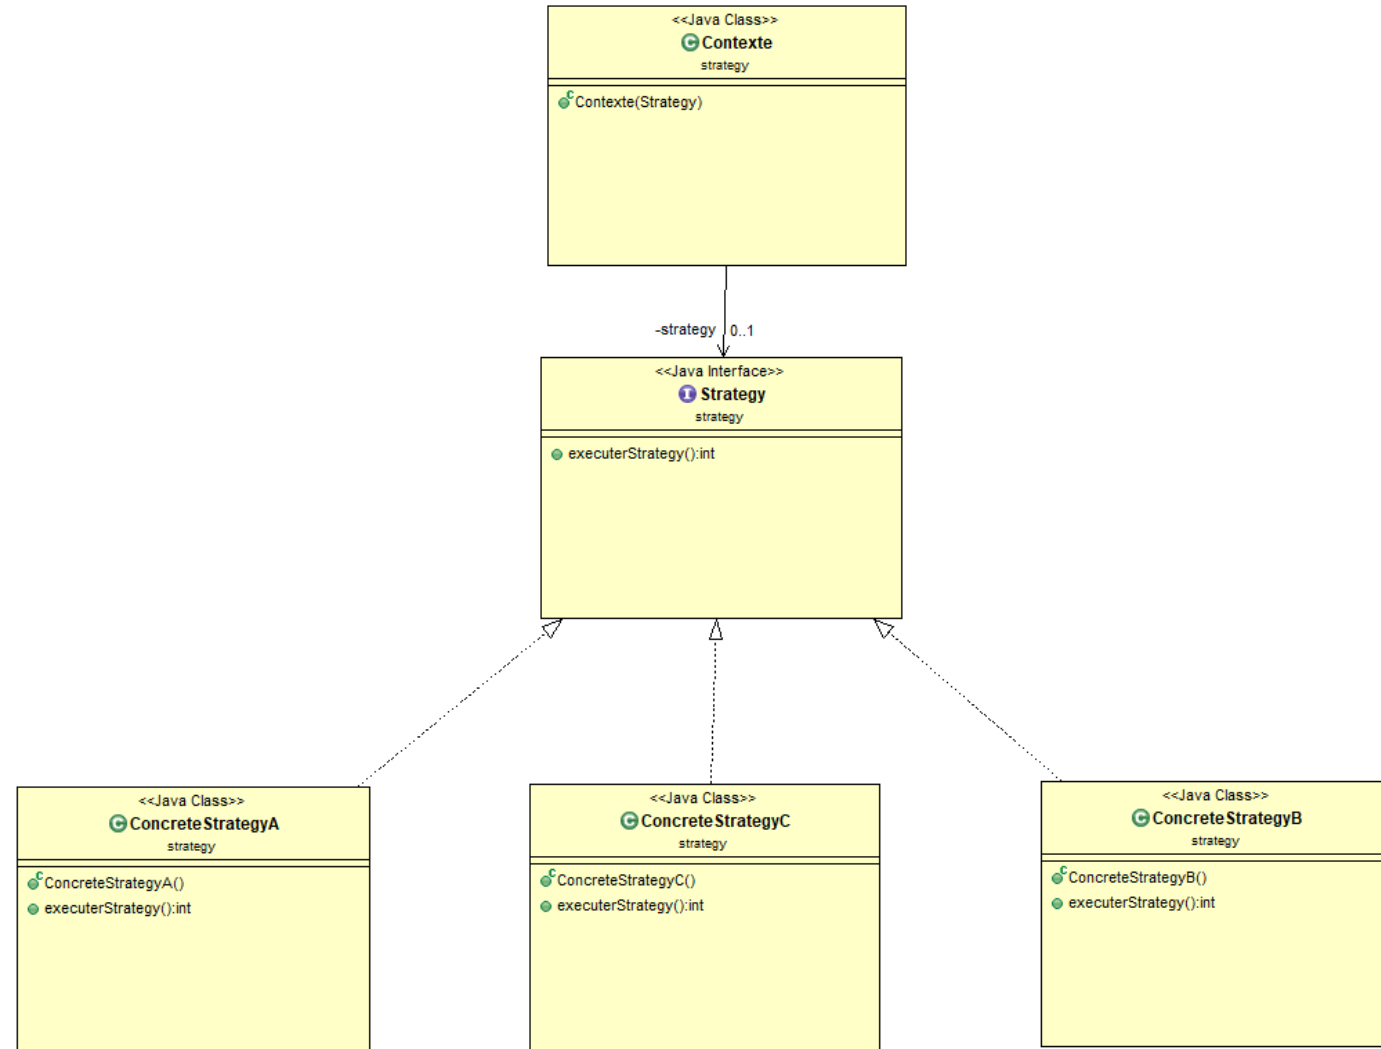 <<Java Class>>
Contexte
strategy
Contexte(Strategy)
-strategy 0..1
<<Java Interface>>
Strategy
strategy
executerStrategy():int
<<Java Class>>
ConcreteStrategyA
strategy
ConcreteStrategyA()
executerStrategy():int
<<Java Class>>
ConcreteStrategyC
strategy
ConcreteStrategyC()
executerStrategy():int
<<Java Class>>
ConcreteStrategyB
strategy
ConcreteStrategyB()
executerStrategy():int